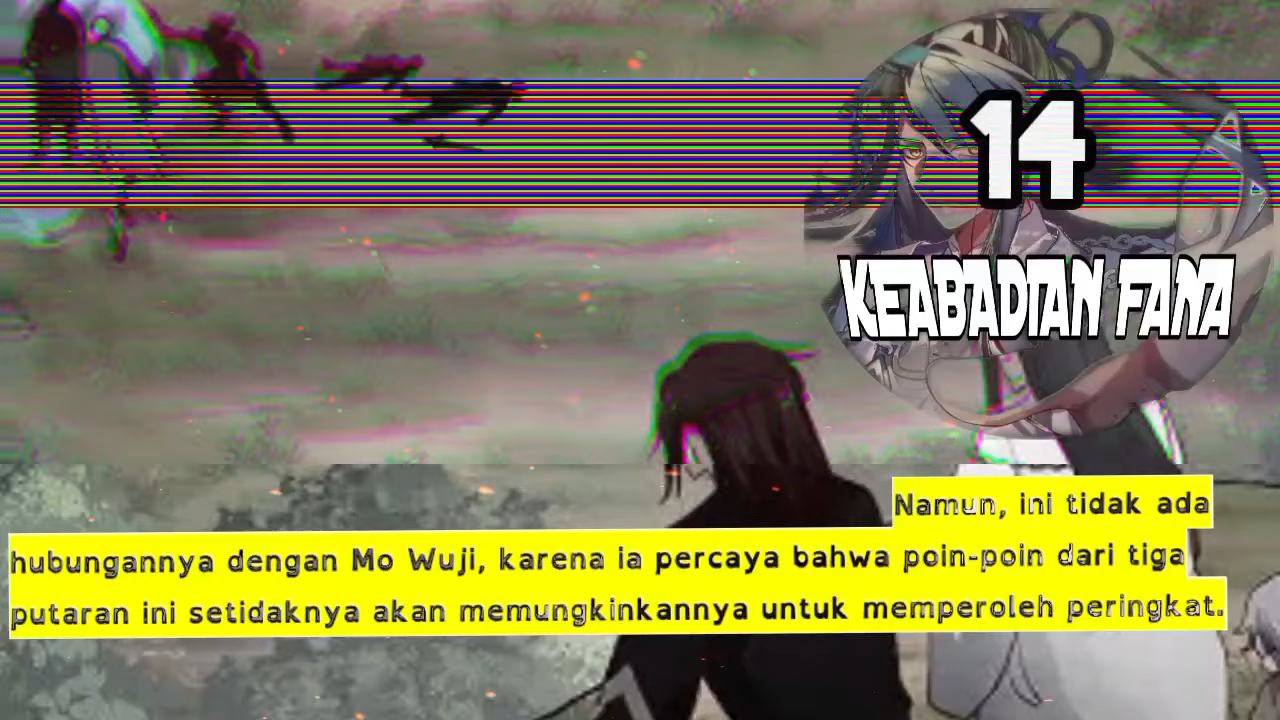 14
KEABADIAN FANA
Namun, ini tidak ada
hubungannya dengan Mo Wuji, karena ia percaya bahwa poin-poin dari tiga
putaran ini setidaknya akan memungkinkannya untuk memperoleh peringkat.